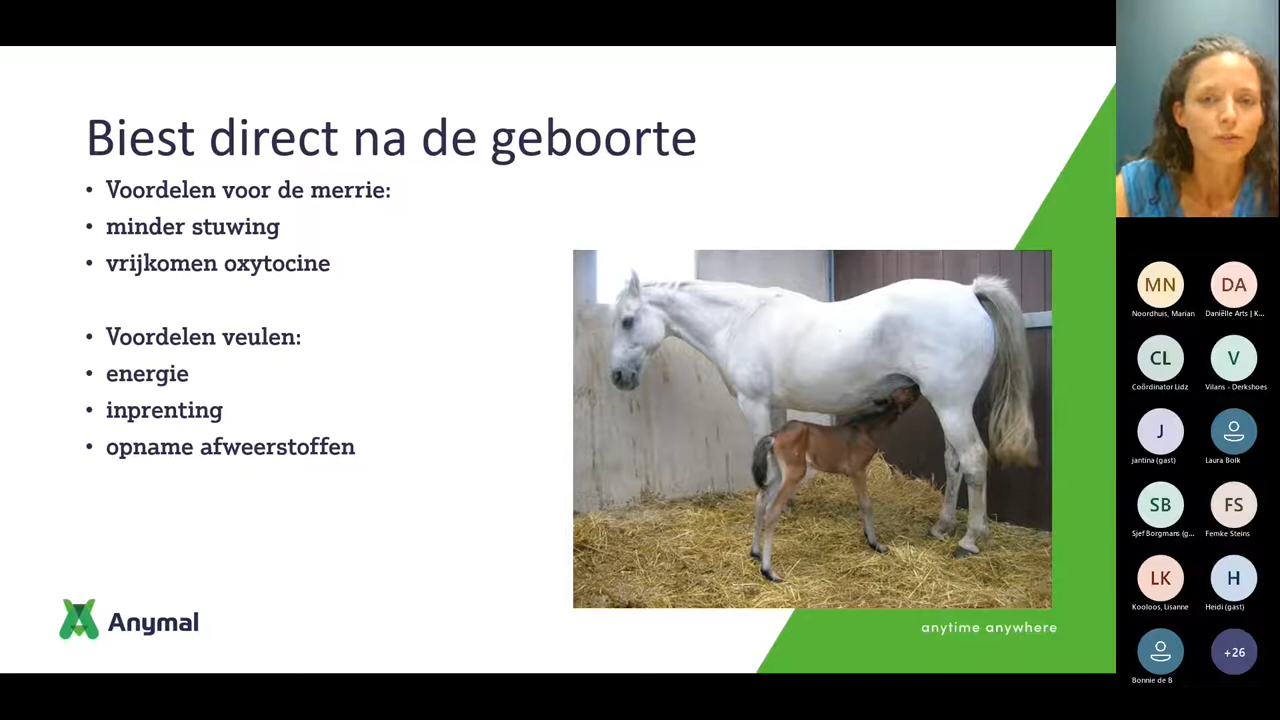 Biest direct na de geboorte
• Voordelen voor de merrie:
• minder stuwing
• vrijkomen oxytocine
• Voordelen veulen:
• energie
• inprenting
• opname afweerstoffen
Anymal
anytime anywhere
MN
DA
Noordhuis, Marian
Daniëlle Arts | K...
CL
V
Coördinator Lidz
Vilans - Derkshoes
J
jantina (gast)
Laura Bolk
SB
FS
Sjef Borgmans (g...
Femke Steins
LK
H
Kooloos, Lisanne
Heidi (gast)
+26
Bonnie de B